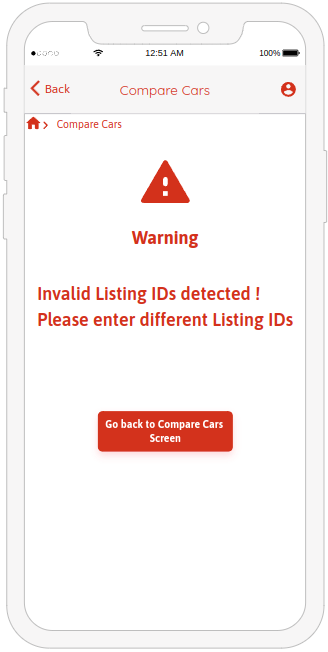 12:51 AM
100%
Back
Compare Cars
Compare Cars
Warning
Invalid Listing IDs detected !
Please enter different Listing IDs
Go back to Compare Cars
Screen